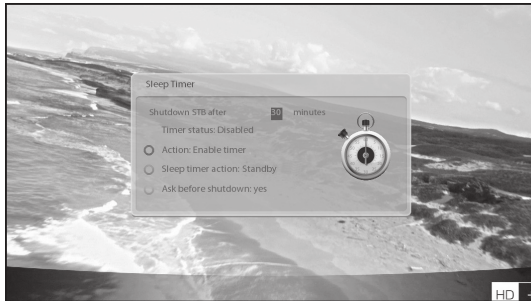 Sleep Timer
Shutdown STB after 30 minutes
Timer status: Disabled
Action: Enable timer
Sleep timer action: Standby
Ask before shutdown: yes
HD